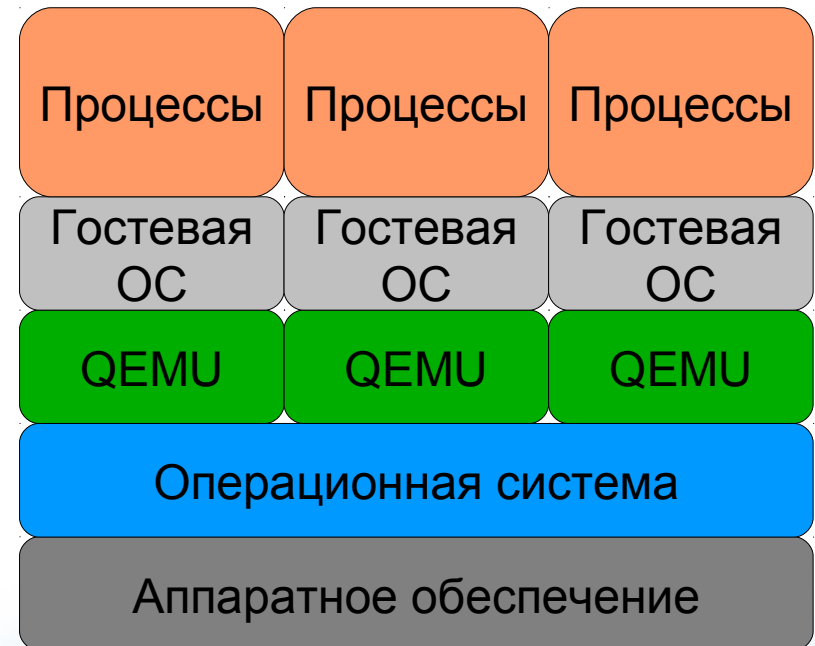 Процессы Процессы Процессы
Гостевая Гостевая Гостевая
ОС ОС ОС
QEMU QEMU QEMU
Операционная система
Аппаратное обеспечение